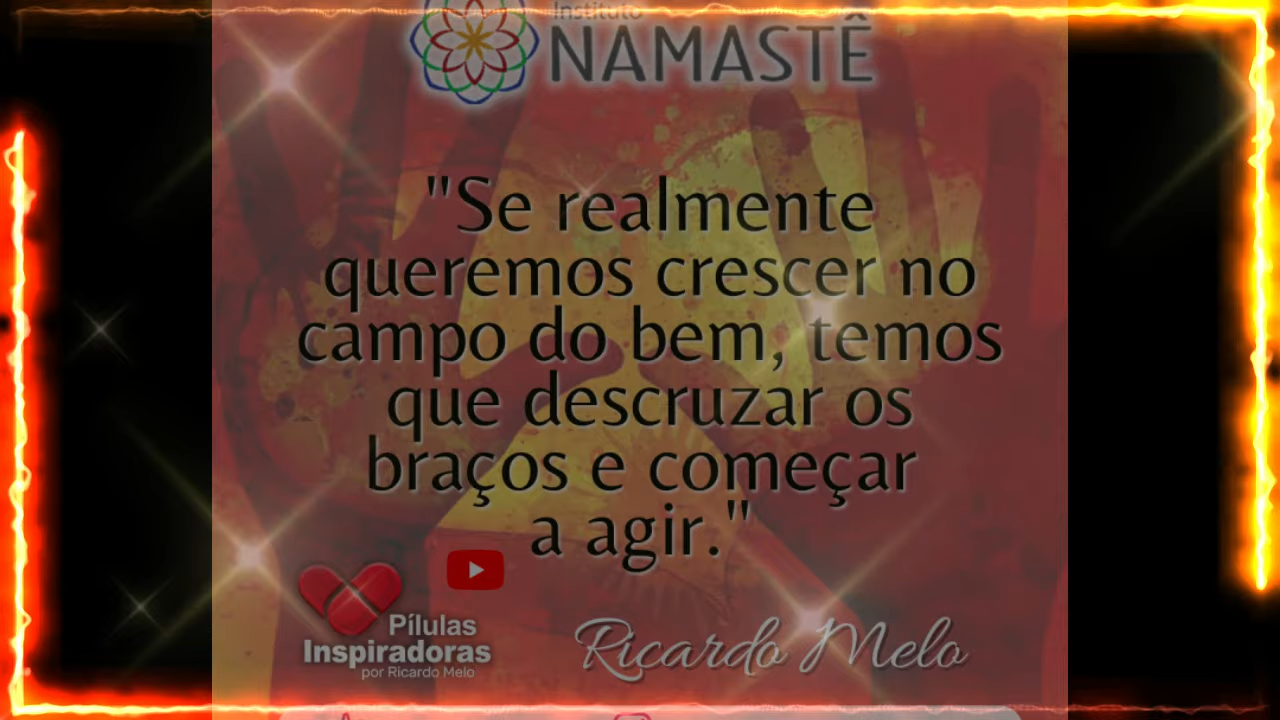 Instituto
NAMASTÊ
"Se realmente
queremos crescer no
campo do bem, temos
que descruzar os
braços e começar
a agir."
Pílulas
Inspiradoras
por Ricardo Melo
Ricardo Melo